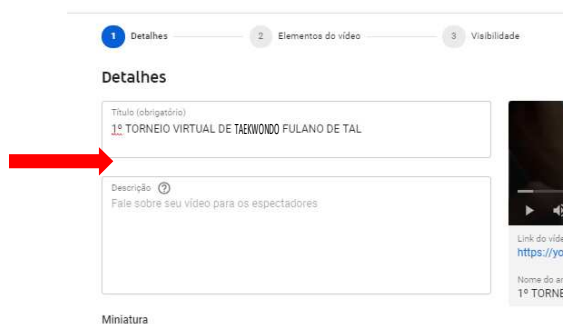 1 Detalhes 2 Elementos do vídeo 3 Visibilidade
Detalhes
Título (obrigatório)
1º TORNEIO VIRTUAL DE TAEKWONDO FULANO DE TAL
Descrição ?
Fale sobre seu vídeo para os espectadores
Link do víde
https://yo
Nome do ar
1º TORNE
Miniatura